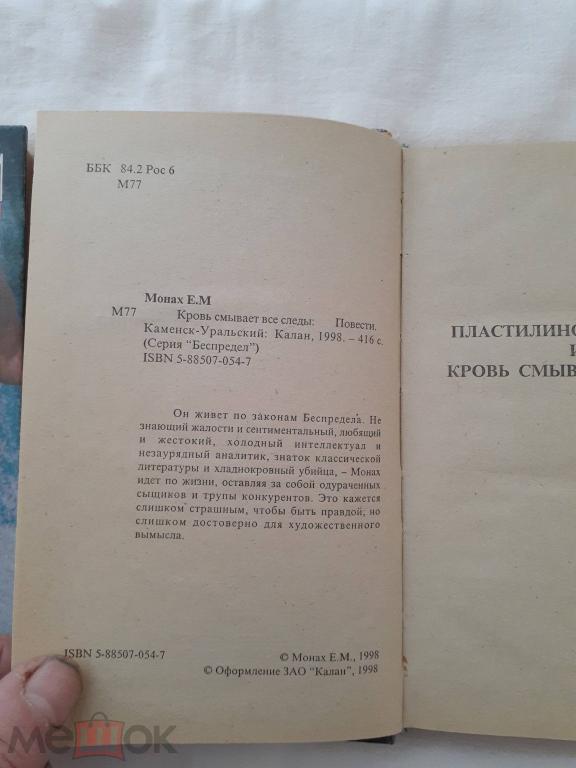 ББК 84.2 Рос 6
М77
Монах Е.М
М77 Кровь смывает все следы: Повести.
Каменск-Уральский: Калан, 1998. – 416 с.
(Серия "Беспредел")
ISBN 5-88507-054-7
Он живет по законам Беспредела. Не
знающий жалости и сентиментальный, любящий
и жестокий, холодный интеллектуал и
незаурядный аналитик, знаток классической
литературы и хладнокровный убийца, – Монах
идет по жизни, оставляя за собой одураченных
сыщиков и трупы конкурентов. Это кажется
слишком страшным, чтобы быть правдой, но
слишком достоверно для художественного
вымысла.
ISBN 5-88507-054-7
© Монах Е.М., 1998
© Оформление ЗАО "Калан", 1998
КРОВЬ СМЫВ
мешок